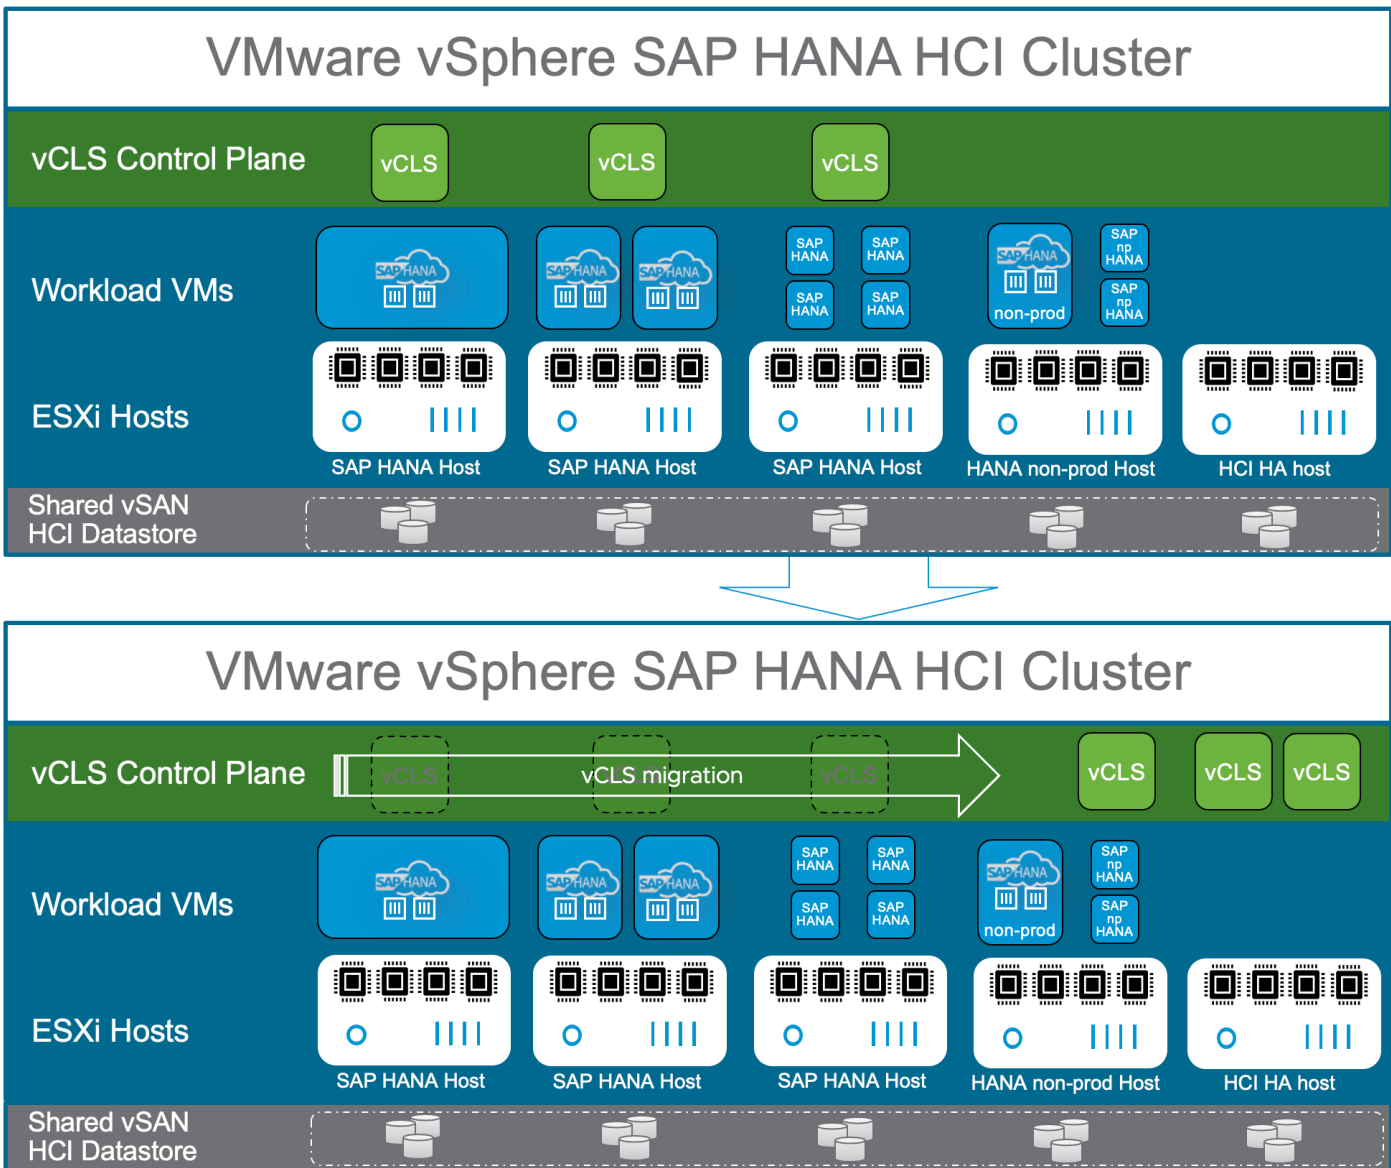 VMware vSphere SAP HANA HCI Cluster
vCLS Control Plane
vCLS
vCLS
vCLS
Workload VMs
SAP HANA
SAP HANA
SAP HANA
SAP
HANA
SAP
HANA
SAP
HANA
SAP
HANA
SAP HANA
non-prod
SAP
np
HANA
SAP
np
HANA
ESXi Hosts
SAP HANA Host
SAP HANA Host
SAP HANA Host
HANA non-prod Host
HCI HA host
Shared vSAN
HCI Datastore
VMware vSphere SAP HANA HCI Cluster
vCLS Control Plane
vCLS
vCLS
vCLS
vCLS migration
vCLS
vCLS
vCLS
Workload VMs
SAP HANA
SAP HANA
SAP HANA
SAP
HANA
SAP
HANA
SAP
HANA
SAP
HANA
SAP HANA
non-prod
SAP
np
HANA
SAP
np
HANA
ESXi Hosts
SAP HANA Host
SAP HANA Host
SAP HANA Host
HANA non-prod Host
HCI HA host
Shared vSAN
HCI Datastore